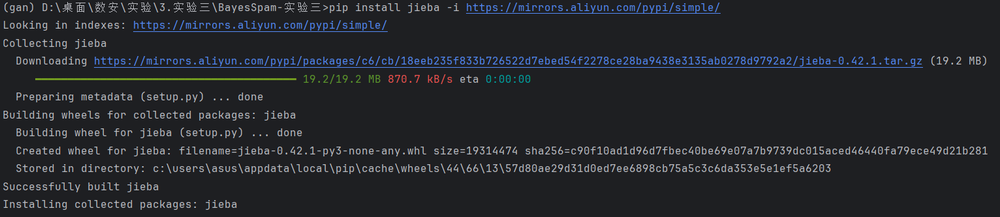 (gan) D:\桌面\数安\实验\3.实验三\BayesSpam-实验三>pip install jieba -i https://mirrors.aliyun.com/pypi/simple/
Looking in indexes: https://mirrors.aliyun.com/pypi/simple/
Collecting jieba
  Downloading https://mirrors.aliyun.com/pypi/packages/c6/cb/18eeb235f833b726522d7ebed54f2278ce28ba9438e3135ab0278d9792a2/jieba-0.42.1.tar.gz (19.2 MB)
19.2/19.2 MB 870.7 kB/s eta 0:00:00
  Preparing metadata (setup.py) ... done
Building wheels for collected packages: jieba
  Building wheel for jieba (setup.py) ... done
  Created wheel for jieba: filename=jieba-0.42.1-py3-none-any.whl size=19314474 sha256=c90f10ad1d96d7fbec40be69e07a7b9739dc015aced46440fa79ece49d21b281
  Stored in directory: c:\users\asus\appdata\local\pip\cache\wheels\44\66\13\57d80ae29d31d0ed7ee6898cb75a5c3c6da353e5e1ef5a6203
Successfully built jieba
Installing collected packages: jieba